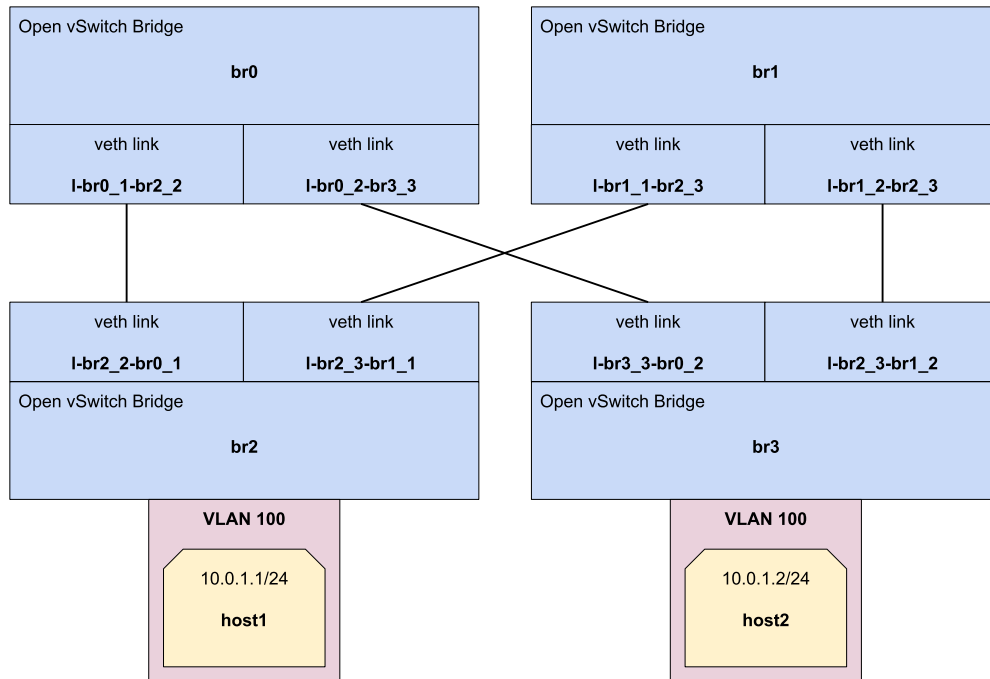 Open vSwitch Bridge
br0
veth link
l-br0_1-br2_2
veth link
l-br0_2-br3_3
Open vSwitch Bridge
br1
veth link
l-br1_1-br2_3
veth link
l-br1_2-br2_3
veth link
l-br2_2-br0_1
veth link
l-br2_3-br1_1
Open vSwitch Bridge
br2
veth link
l-br3_3-br0_2
veth link
l-br2_3-br1_2
Open vSwitch Bridge
br3
VLAN 100
10.0.1.1/24
host1
VLAN 100
10.0.1.2/24
host2